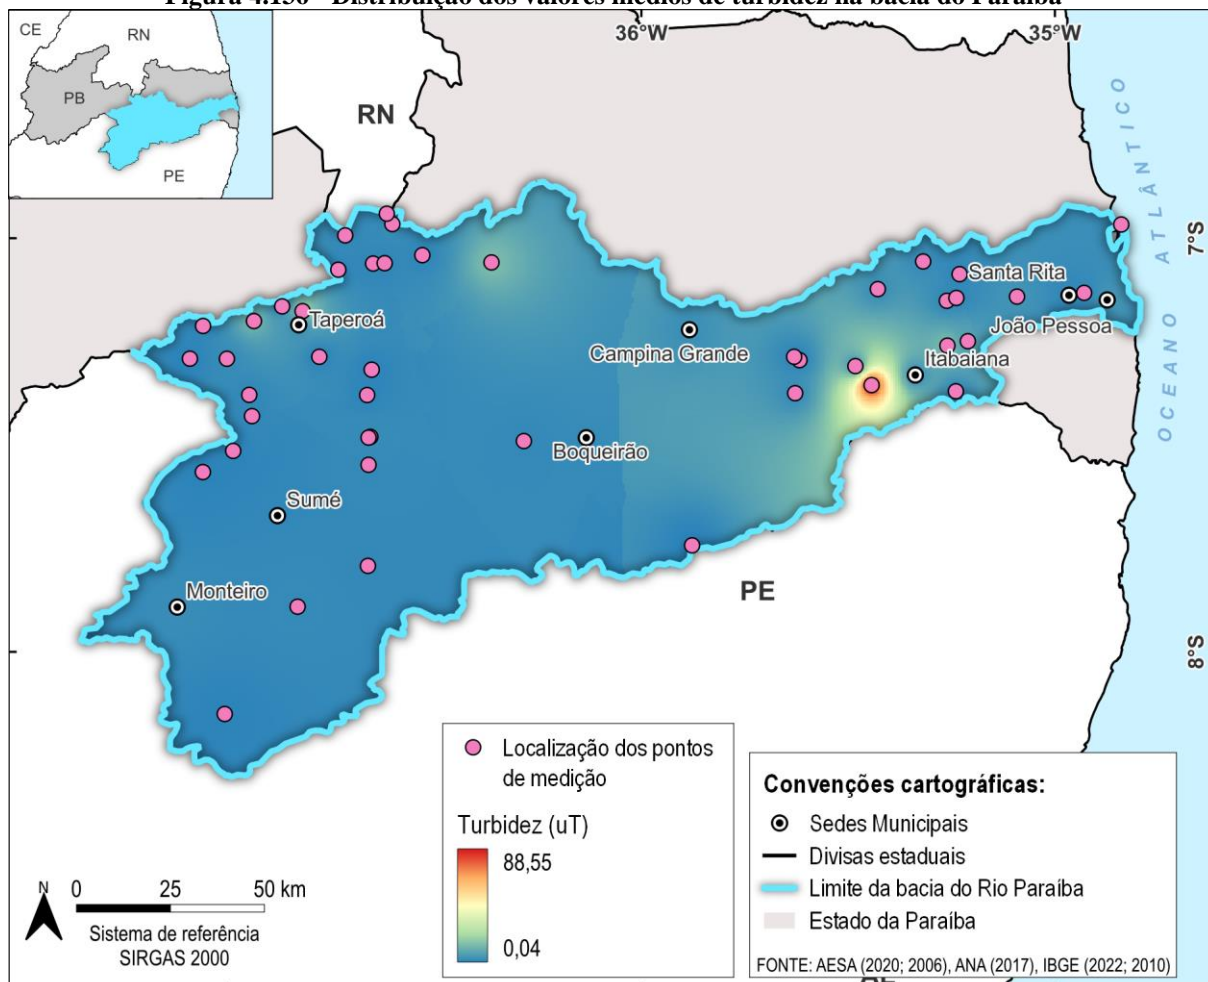 Figura 4.156 - Distribuição dos valores médios de turbidez na bacia do Paraíba
36°W
35°W
CE
RN
PB
PE
RN
OCEANO ATLÂNTICO
7°S
Santa Rita
Taperoá
João Pessoa
Campina Grande
Itabaiana
Boqueirão
Sumé
Monteiro
PE
8°S
Localização dos pontos
de medição
Turbidez (uT)
88,55
0,04
Convenções cartográficas:
Sedes Municipais
Divisas estaduais
Limite da bacia do Rio Paraíba
Estado da Paraíba
FONTE: AESA (2020; 2006), ANA (2017), IBGE (2022; 2010)
N
0 25 50 km
Sistema de referência
SIRGAS 2000